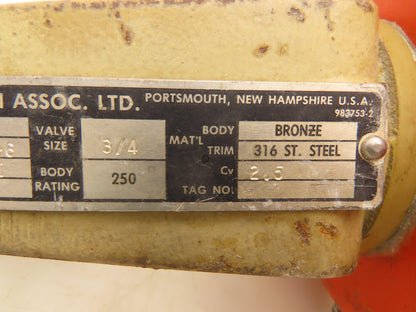 ASSOC. LTD. PORTSMOUTH, NEW HAMPSHIRE U.S.A.
983753-2
VALVE SIZE 3/4 BODY MAT'L BRONZE
TRIM 316 ST. STEEL
BODY RATING 250 Cv 2.5
TAG NO.